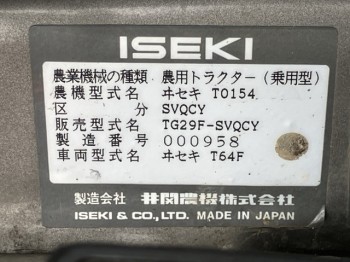 ISEKI
農業機械の種類 農用トラクター（乗用型）
農機型式名 ヰセキ TO154
区分 SVQCY
販売型式名 TG29F-SVQCY
製造番号 000958
車両型式名 ヰセキ T64F
製造会社 井関農機株式会社
ISEKI & CO., LTD. MADE IN JAPAN